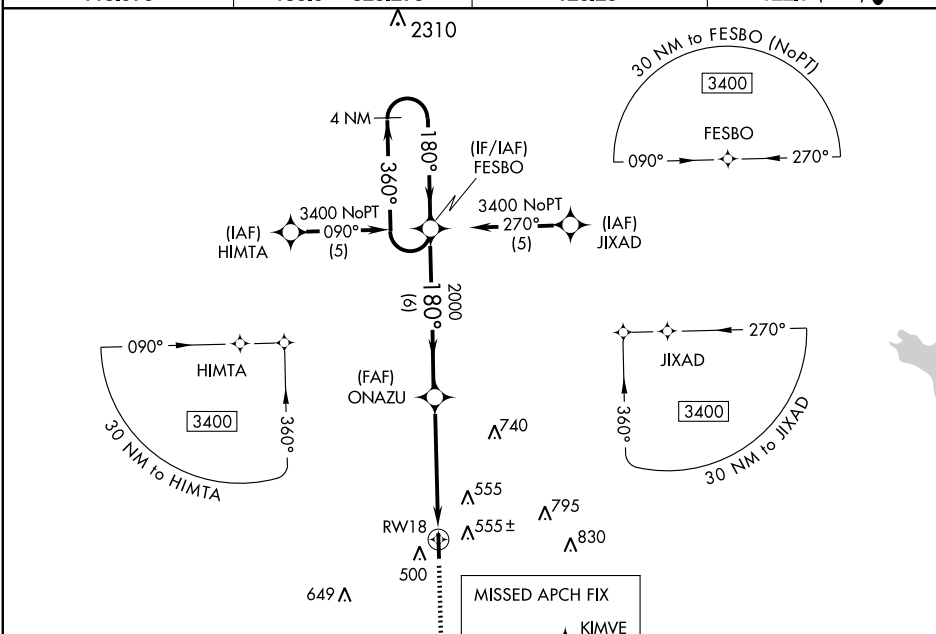 2310
30 NM to FESBO (NoPT)
3400
FESBO
090°
270°
4 NM
180°
360°
(IF/IAF)
FESBO
3400 NoPT
090°
(5)
(IAF)
HIMTA
3400 NoPT
270°
(5)
(IAF)
JIXAD
2000
180°
(6)
090°
HIMTA
3400
360°
30 NM to HIMTA
270°
JIXAD
3400
360°
30 NM to JIXAD
(FAF)
ONAZU
740
555
795
RW18
555±
830
500
649
MISSED APCH FIX
KIMVE